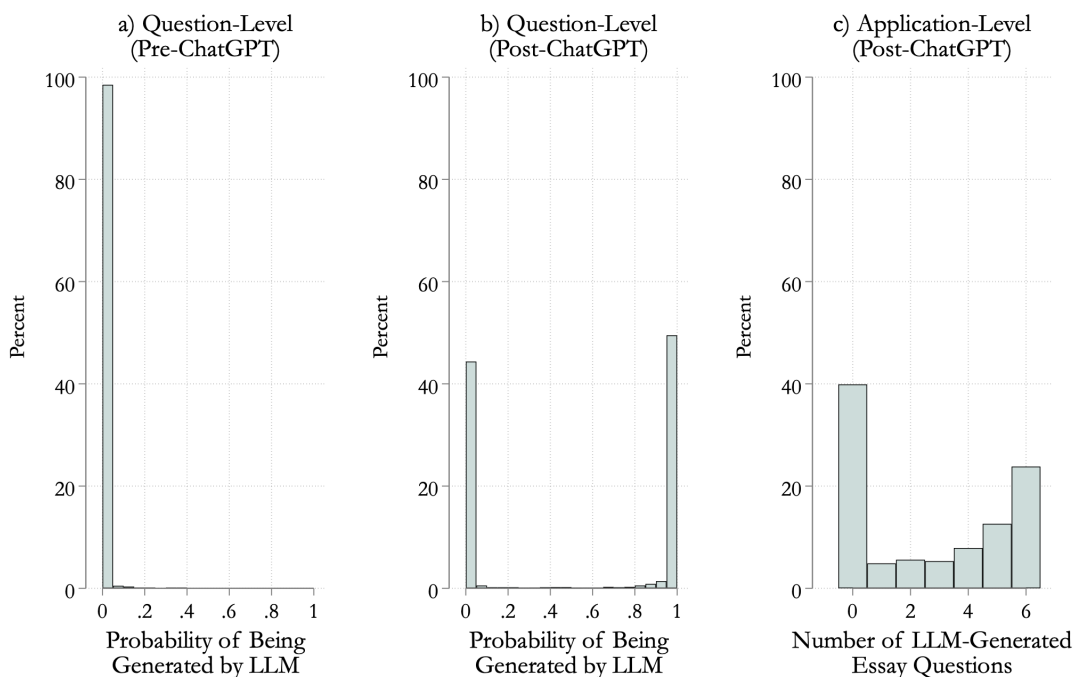 a) Question-Level
(Pre-ChatGPT)
100
80
60
40
20
0
Percent
0 .2 .4 .6 .8 1
Probability of Being
Generated by LLM
b) Question-Level
(Post-ChatGPT)
100
80
60
40
20
0
Percent
0 .2 .4 .6 .8 1
Probability of Being
Generated by LLM
c) Application-Level
(Post-ChatGPT)
100
80
60
40
20
0
Percent
0 2 4 6
Number of LLM-Generated
Essay Questions